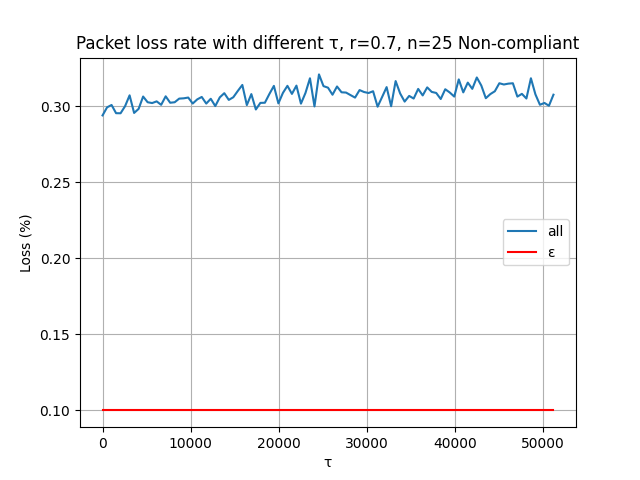 Packet loss rate with different τ, r=0.7, n=25 Non-compliant
0.30
0.25
0.20
0.15
0.10
Loss (%)
all
ε
0 10000 20000 30000 40000 50000
τ